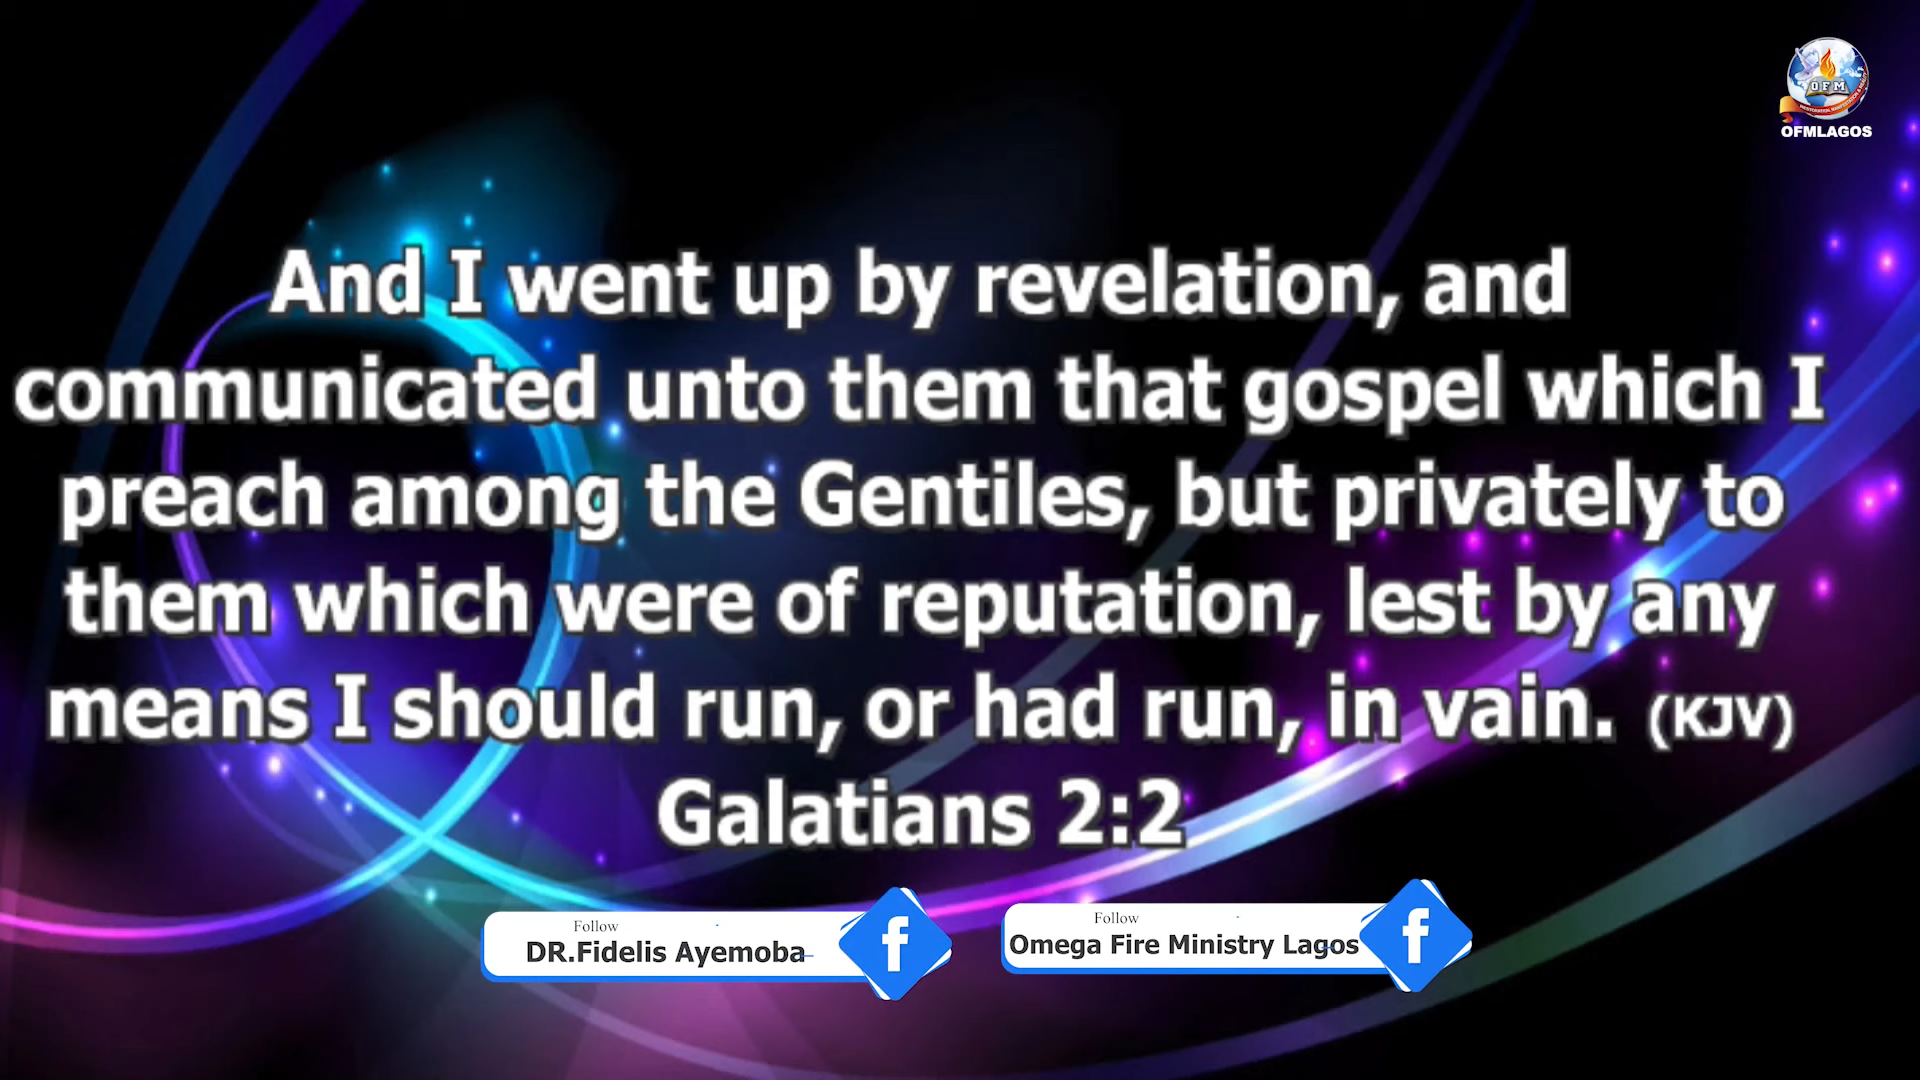 OFM
OFMLAGOS
And I went up by revelation, and
communicated unto them that gospel which I
preach among the Gentiles, but privately to
them which were of reputation, lest by any
means I should run, or had run, in vain. (KJV)
Galatians 2:2
Follow
DR.Fidelis Ayemoba
Follow
Omega Fire Ministry Lagos